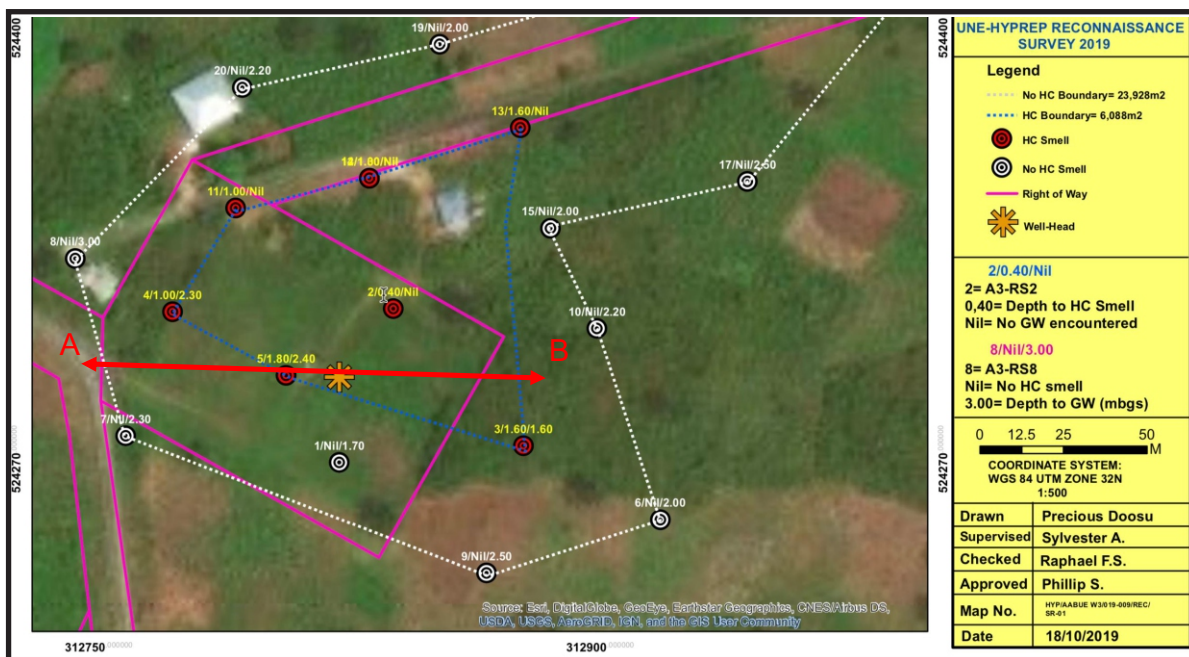 524400
524400
19/Nil/2.00
20/Nil/2.20
13/1.60/Nil
/1.80/Nil
17/Nil/2.50
11/1.00/Nil
15/Nil/2.00
8/Nil/3.00
4/1.00/2.30
2/0.40/Nil
10/Nil/2.20
A
B
5/1.80/2.40
7/Nil/2.30
3/1.60/1.60
1/Nil/1.70
524270.000000
524270.000000
6/Nil/2.00
9/Nil/2.50
Source: Esri, DigitalGlobe, GeoEye, Earthstar Geographics, CNES/Airbus DS,
USDA, USGS, AeroGRID, IGN, and the GIS User Community
312750.000000
312900.000000
UNE-HYPREP RECONNAISSANCE
SURVEY 2019
Legend
No HC Boundary= 23,928m2
HC Boundary= 6,088m2
HC Smell
No HC Smell
Right of Way
Well-Head
2/0.40/Nil
2= A3-RS2
0,40= Depth to HC Smell
Nil= No GW encountered
8/Nil/3.00
8= A3-RS8
Nil= No HC smell
3.00= Depth to GW (mbgs)
0 12.5 25 50
M
COORDINATE SYSTEM:
WGS 84 UTM ZONE 32N
1:500
Drawn Precious Doosu
Supervised Sylvester A.
Checked Raphael F.S.
Approved Phillip S.
Map No. HYP/AABUE W3/019-009/REC/
SR-01
Date 18/10/2019